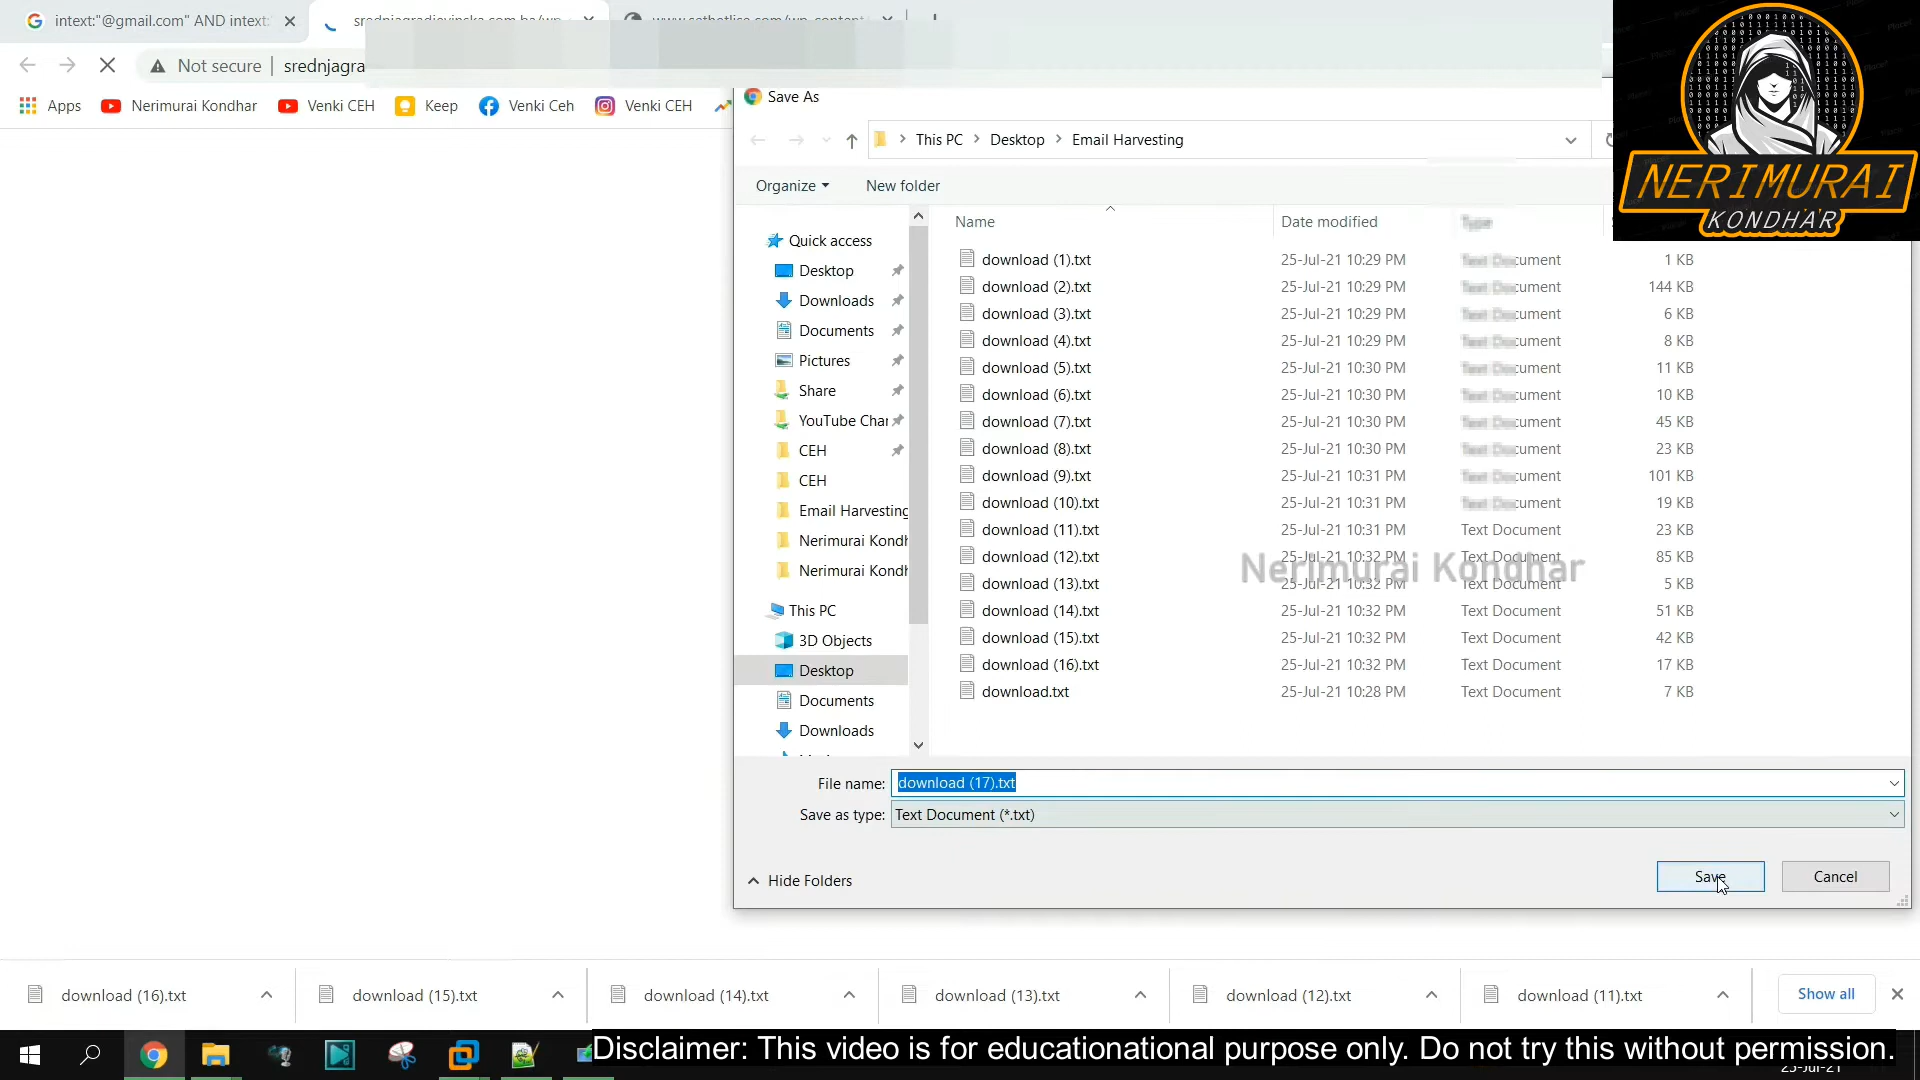 intext:"@gmail.com" AND intext:
Not secure
srednjagra
Apps
Nerimurai Kondhar
Venki CEH
Keep
Venki Ceh
Venki CEH
NERIMURAI
KONDHAR
Save As
This PC
Desktop
Email Harvesting
Organize
New folder
Name
Date modified
Type
Quick access
Desktop
Downloads
Documents
Pictures
Share
YouTube Char
CEH
CEH
Email Harvesting
Nerimurai Kondh
Nerimurai Kondh
This PC
3D Objects
Desktop
Documents
Downloads
download (1).txt 25-Jul-21 10:29 PM Text Document 1 KB
download (2).txt 25-Jul-21 10:29 PM Text Document 144 KB
download (3).txt 25-Jul-21 10:29 PM Text Document 6 KB
download (4).txt 25-Jul-21 10:29 PM Text Document 8 KB
download (5).txt 25-Jul-21 10:30 PM Text Document 11 KB
download (6).txt 25-Jul-21 10:30 PM Text Document 10 KB
download (7).txt 25-Jul-21 10:30 PM Text Document 45 KB
download (8).txt 25-Jul-21 10:30 PM Text Document 23 KB
download (9).txt 25-Jul-21 10:31 PM Text Document 101 KB
download (10).txt 25-Jul-21 10:31 PM Text Document 19 KB
download (11).txt 25-Jul-21 10:31 PM Text Document 23 KB
download (12).txt 25-Jul-21 10:32 PM Text Document 85 KB
Nerimurai Kondhar
download (13).txt 25-Jul-21 10:32 PM Text Document 5 KB
download (14).txt 25-Jul-21 10:32 PM Text Document 51 KB
download (15).txt 25-Jul-21 10:32 PM Text Document 42 KB
download (16).txt 25-Jul-21 10:32 PM Text Document 17 KB
download.txt 25-Jul-21 10:28 PM Text Document 7 KB
File name: download (17).txt
Save as type: Text Document (*.txt)
Hide Folders
Save
Cancel
download (16).txt
download (15).txt
download (14).txt
download (13).txt
download (12).txt
download (11).txt
Show all
Disclaimer: This video is for educationational purpose only. Do not try this without permission.
25-Jul-21